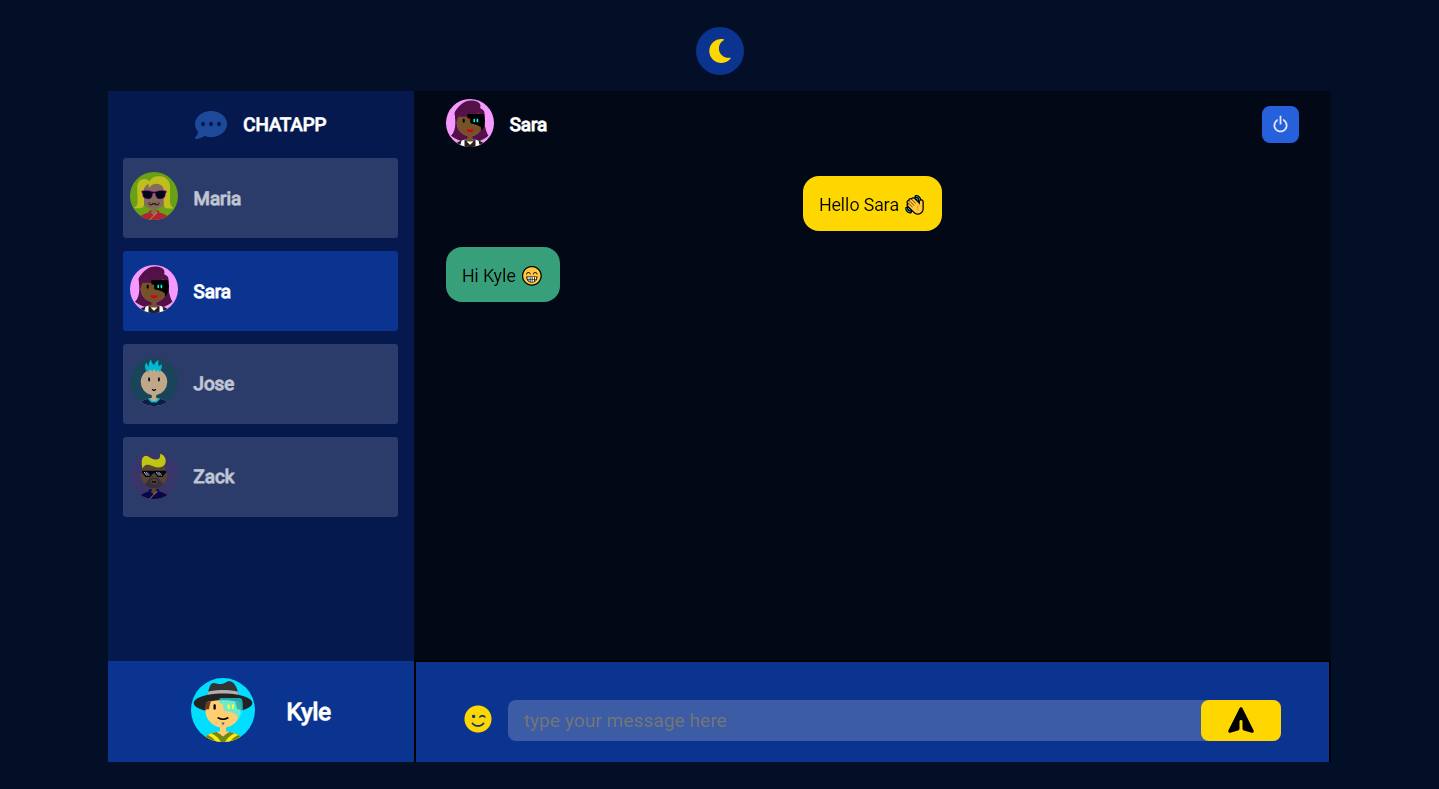 CHATAPP
Maria
Sara
Jose
Zack
Kyle
Sara
Hello Sara 👏
Hi Kyle 😁
type your message here